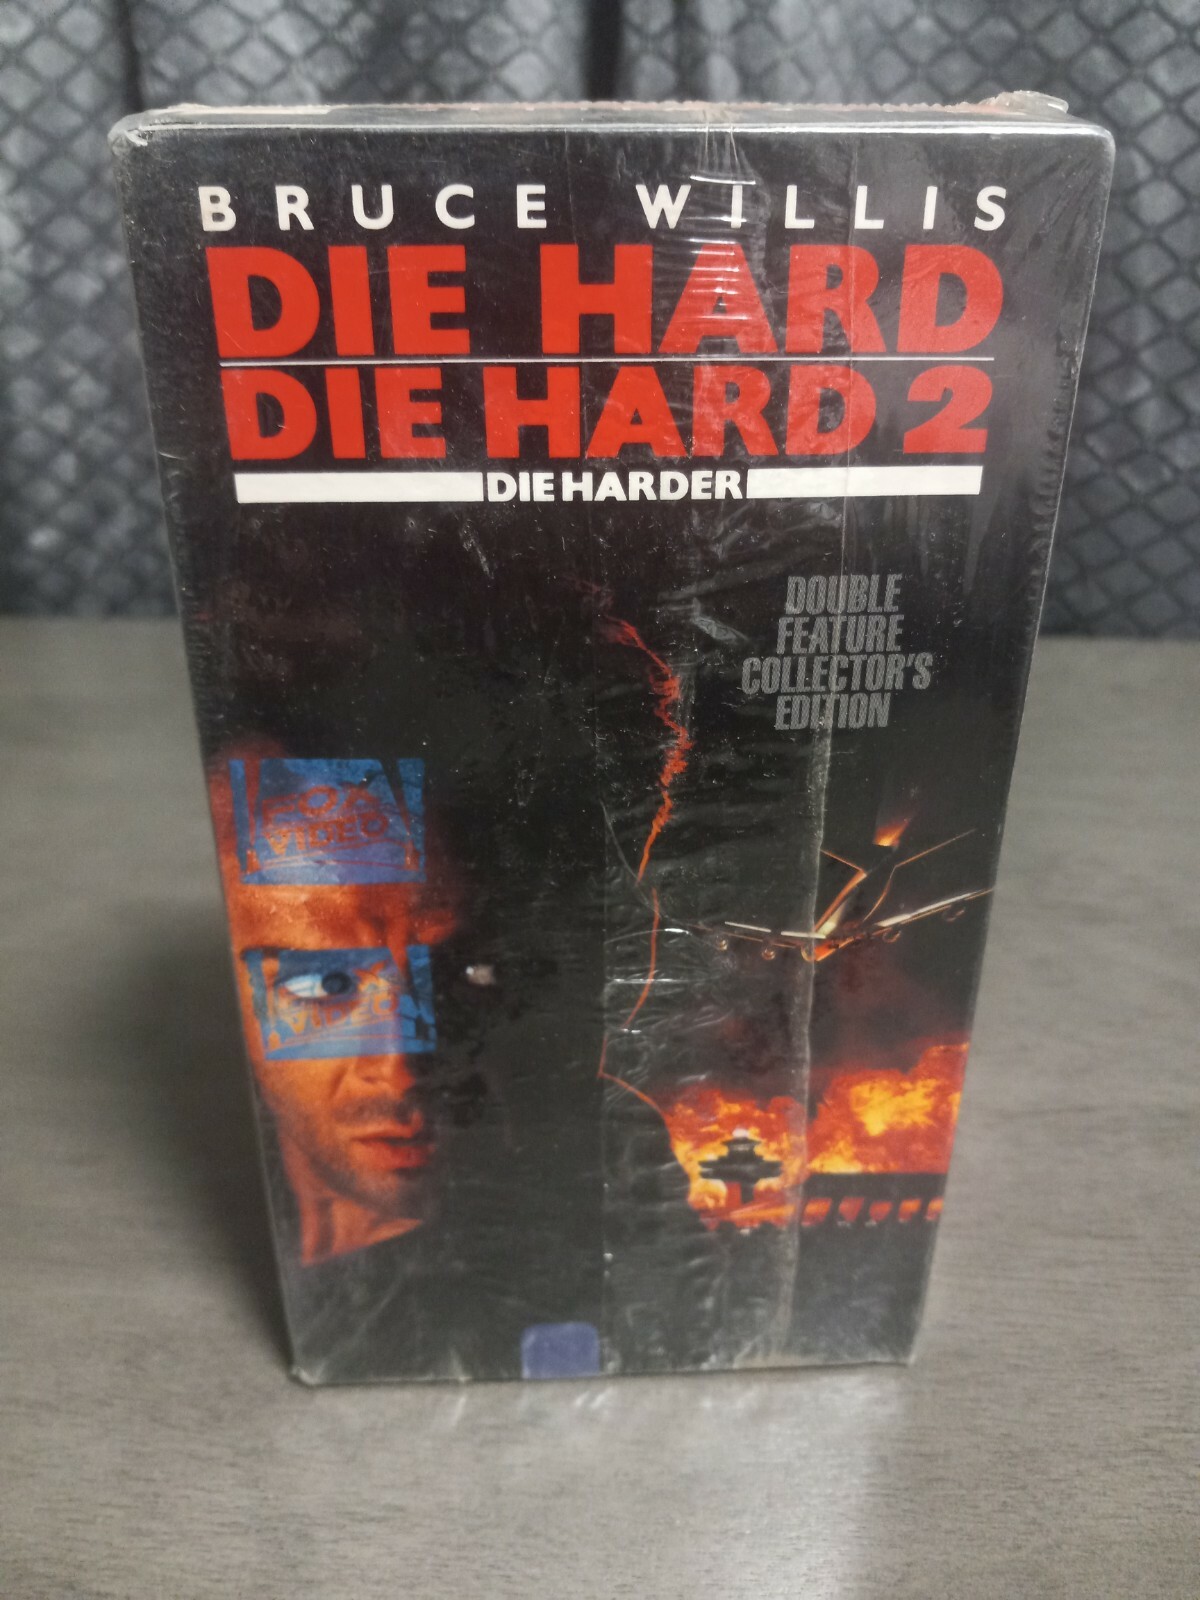 BRUCE WILLIS
DIE HARD
DIE HARD 2
DIE HARDER
DOUBLE
FEATURE
COLLECTOR'S
EDITION
FOX
VIDEO
FOX
VIDEO